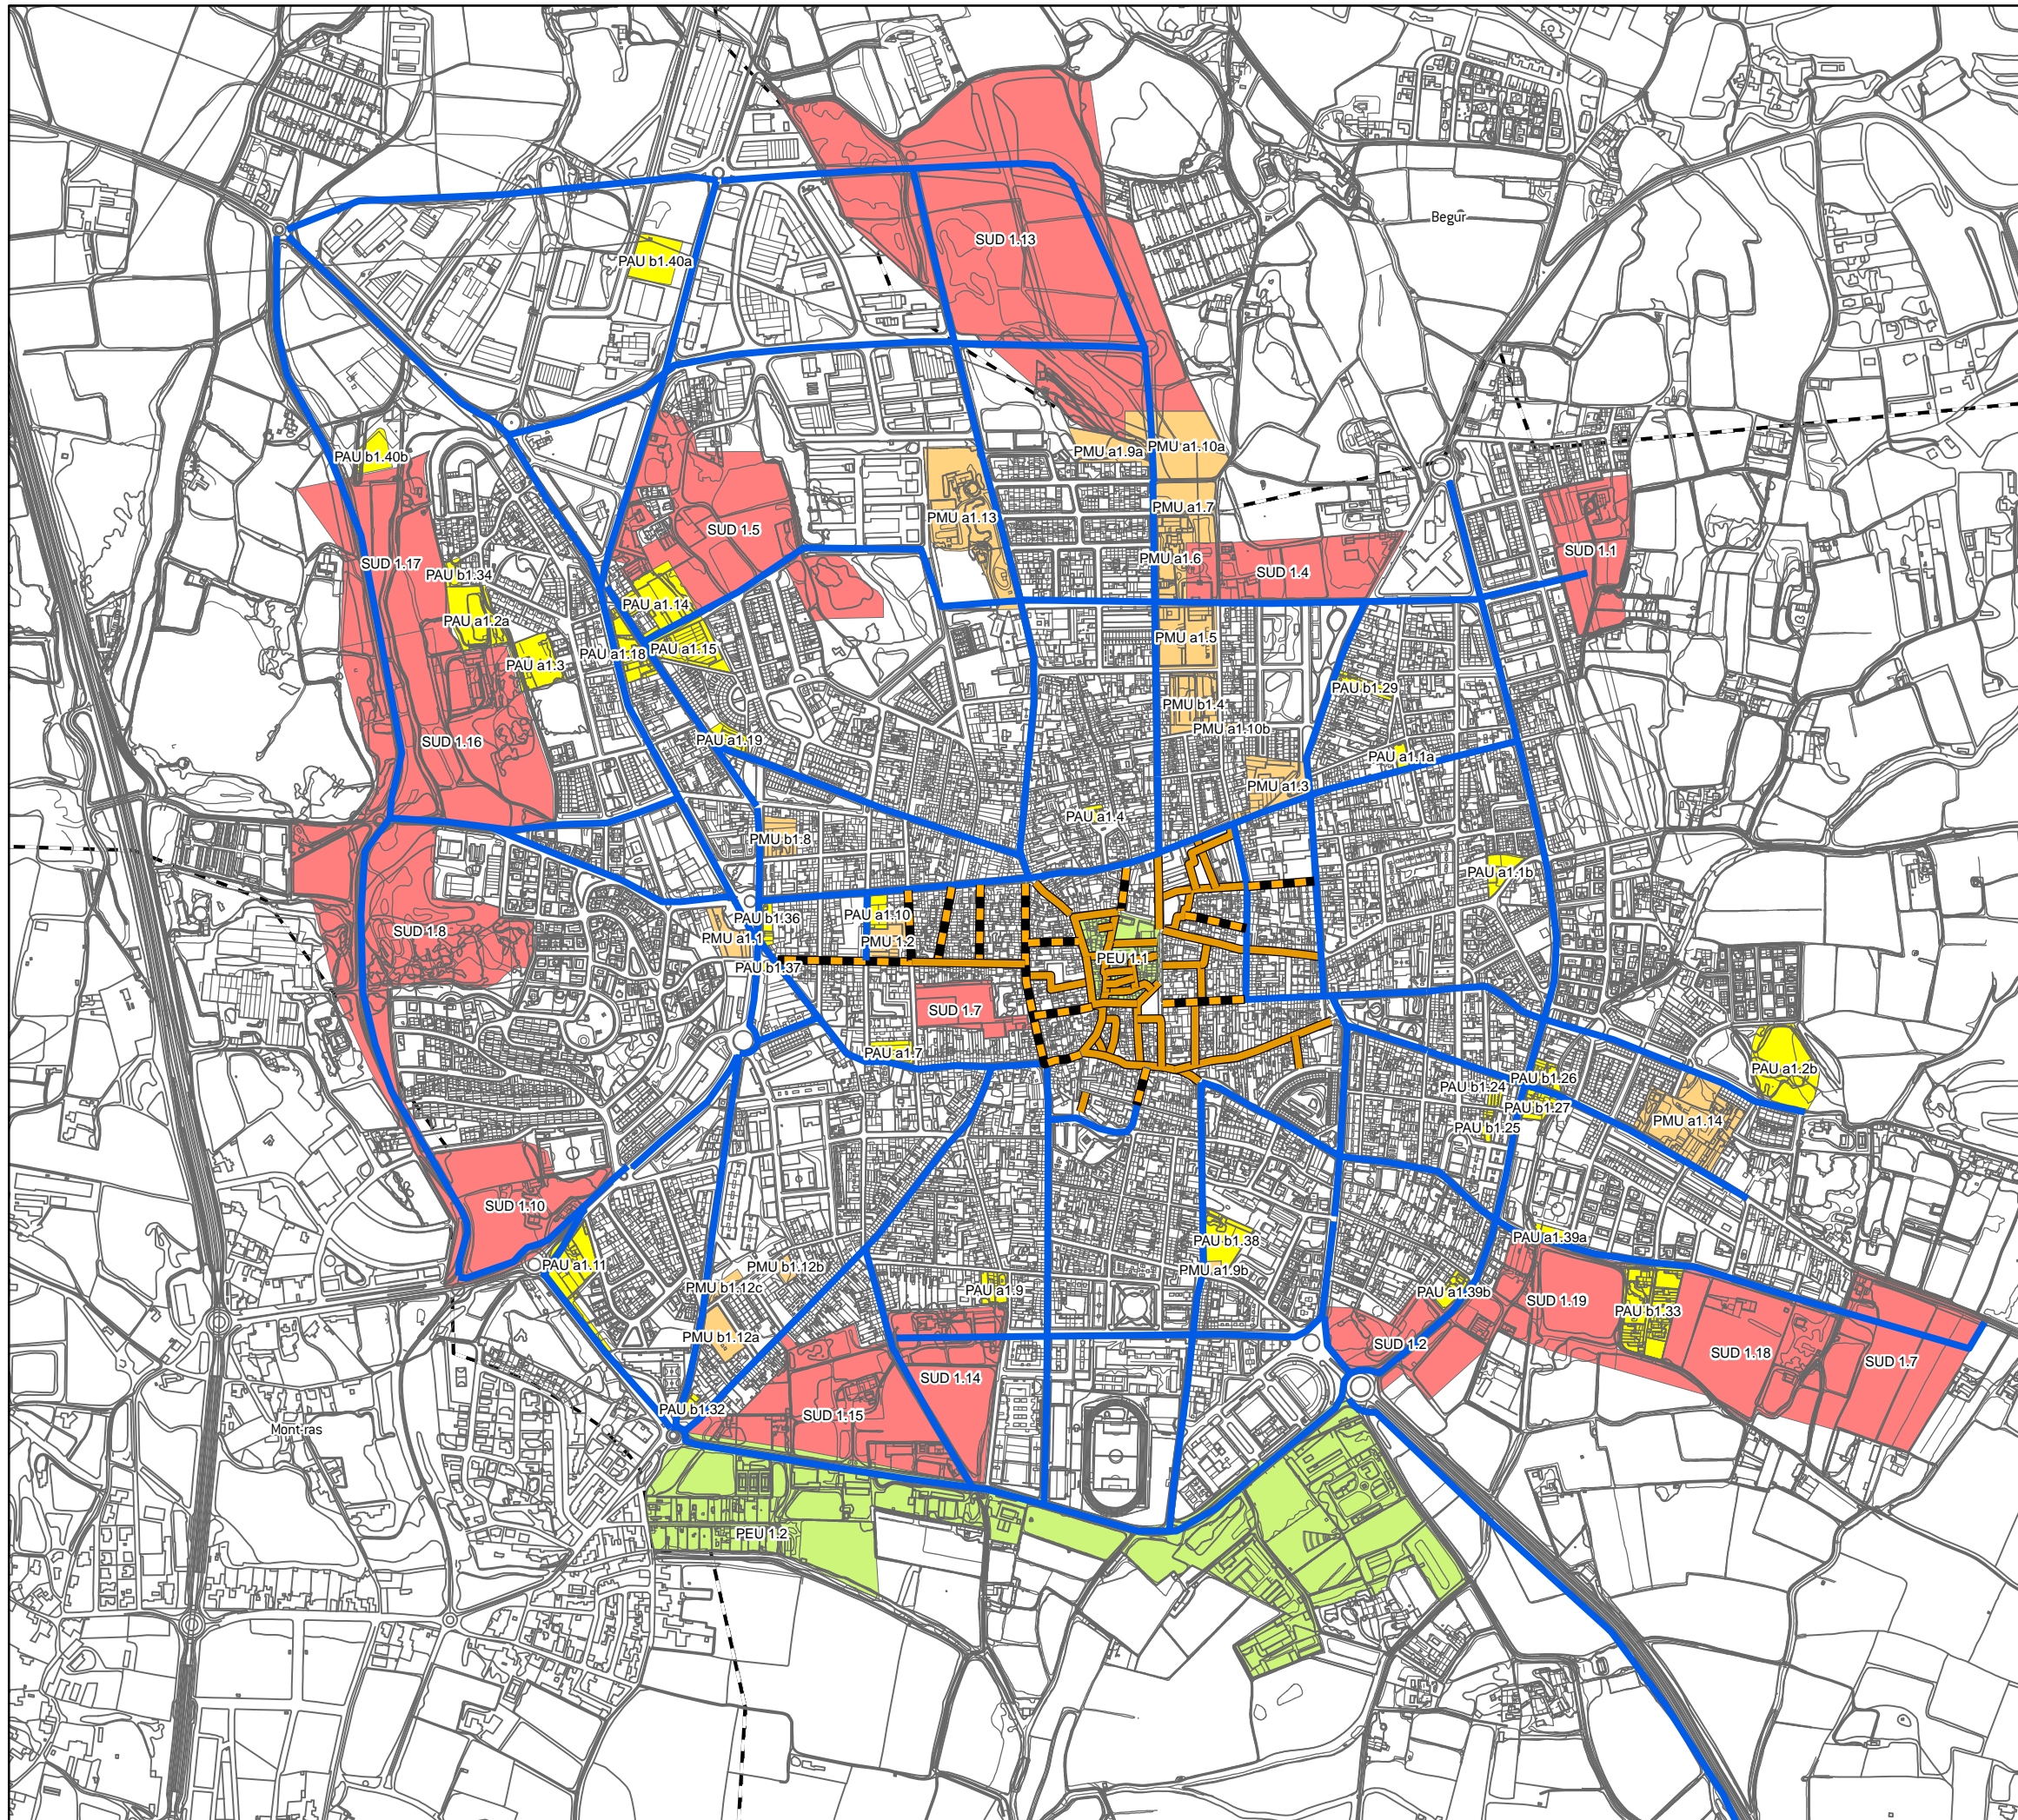 Begur
SUD 1.13
PAU b1.40a
PAU b1.40b
PMU a1.9a
PMU a1.10a
PMU a1.7
PMU a1.13
SUD 1.5
SUD 1.1
PMU a1.6
SUD 1.17
SUD 1.4
PAU b1.34
PAU a1.14
PAU a1.2a
PMU a1.5
PAU a1.18
PAU a1.15
PAU a1.3
PAU b1.29
PMU b1.4
PMU a1.10b
PAU a1.19
SUD 1.16
PAU a1.1a
PMU a1.3
PAU a1.4
PMU b1.8
PAU a1.1b
PAU b1.36
PAU a1.10
SUD 1.8
PMU a1.1
PMU 1.2
PEU 1.1
PAU b1.37
SUD 1.7
PAU a1.7
PAU a1.2b
PAU b1.26
PAU b1.24
PAU b1.27
PMU a1.14
PAU b1.25
SUD 1.10
PAU a1.39a
PAU b1.38
PAU a1.11
PMU b1.12b
PMU a1.9b
PMU b1.12c
PAU a1.9
PAU a1.39b
SUD 1.19
PAU b1.33
PMU b1.12a
SUD 1.2
SUD 1.18
SUD 1.7
SUD 1.14
PAU b1.32
SUD 1.15
Mont-ras
PEU 1.2